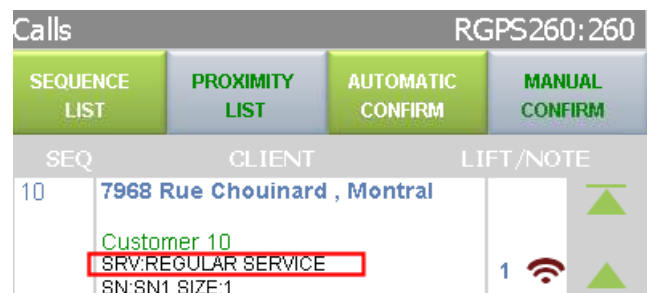 Calls RGPS260:260
SEQUENCE LIST PROXIMITY LIST AUTOMATIC CONFIRM MANUAL CONFIRM
SEQ CLIENT LIFT/NOTE
10 7968 Rue Chouinard , Montral
Customer 10
SRV:REGULAR SERVICE
1
SN:SN1 SIZE:1